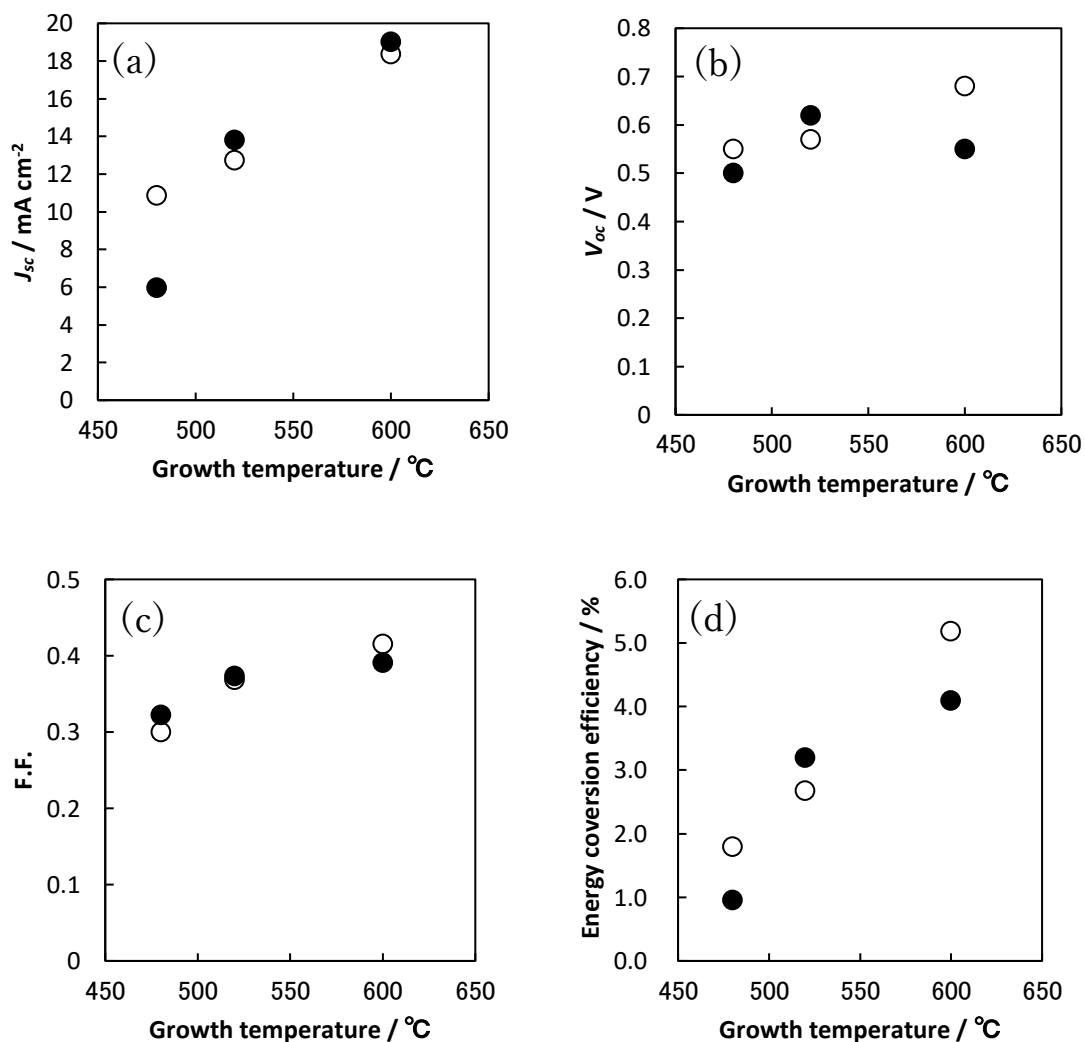 (a)
J_sc / mA cm⁻²
20
18
16
14
12
10
8
6
4
2
0
450 500 550 600 650
Growth temperature / ℃
(b)
V_oc / V
0.8
0.7
0.6
0.5
0.4
0.3
0.2
0.1
0
450 500 550 600 650
Growth temperature / ℃
(c)
F.F.
0.5
0.4
0.3
0.2
0.1
0
450 500 550 600 650
Growth temperature / ℃
(d)
Energy coversion efficiency / %
6.0
5.0
4.0
3.0
2.0
1.0
0.0
450 500 550 600 650
Growth temperature / ℃